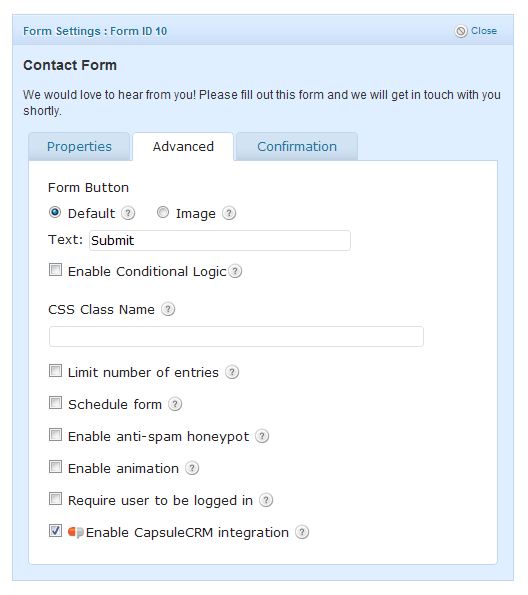 Form Settings : Form ID 10
Close
Contact Form
We would love to hear from you! Please fill out this form and we will get in touch with you
shortly.
Properties
Advanced
Confirmation
Form Button
Default ?
Image ?
Text: Submit
Enable Conditional Logic ?
CSS Class Name ?
Limit number of entries ?
Schedule form ?
Enable anti-spam honeypot ?
Enable animation ?
Require user to be logged in ?
Enable CapsuleCRM integration ?